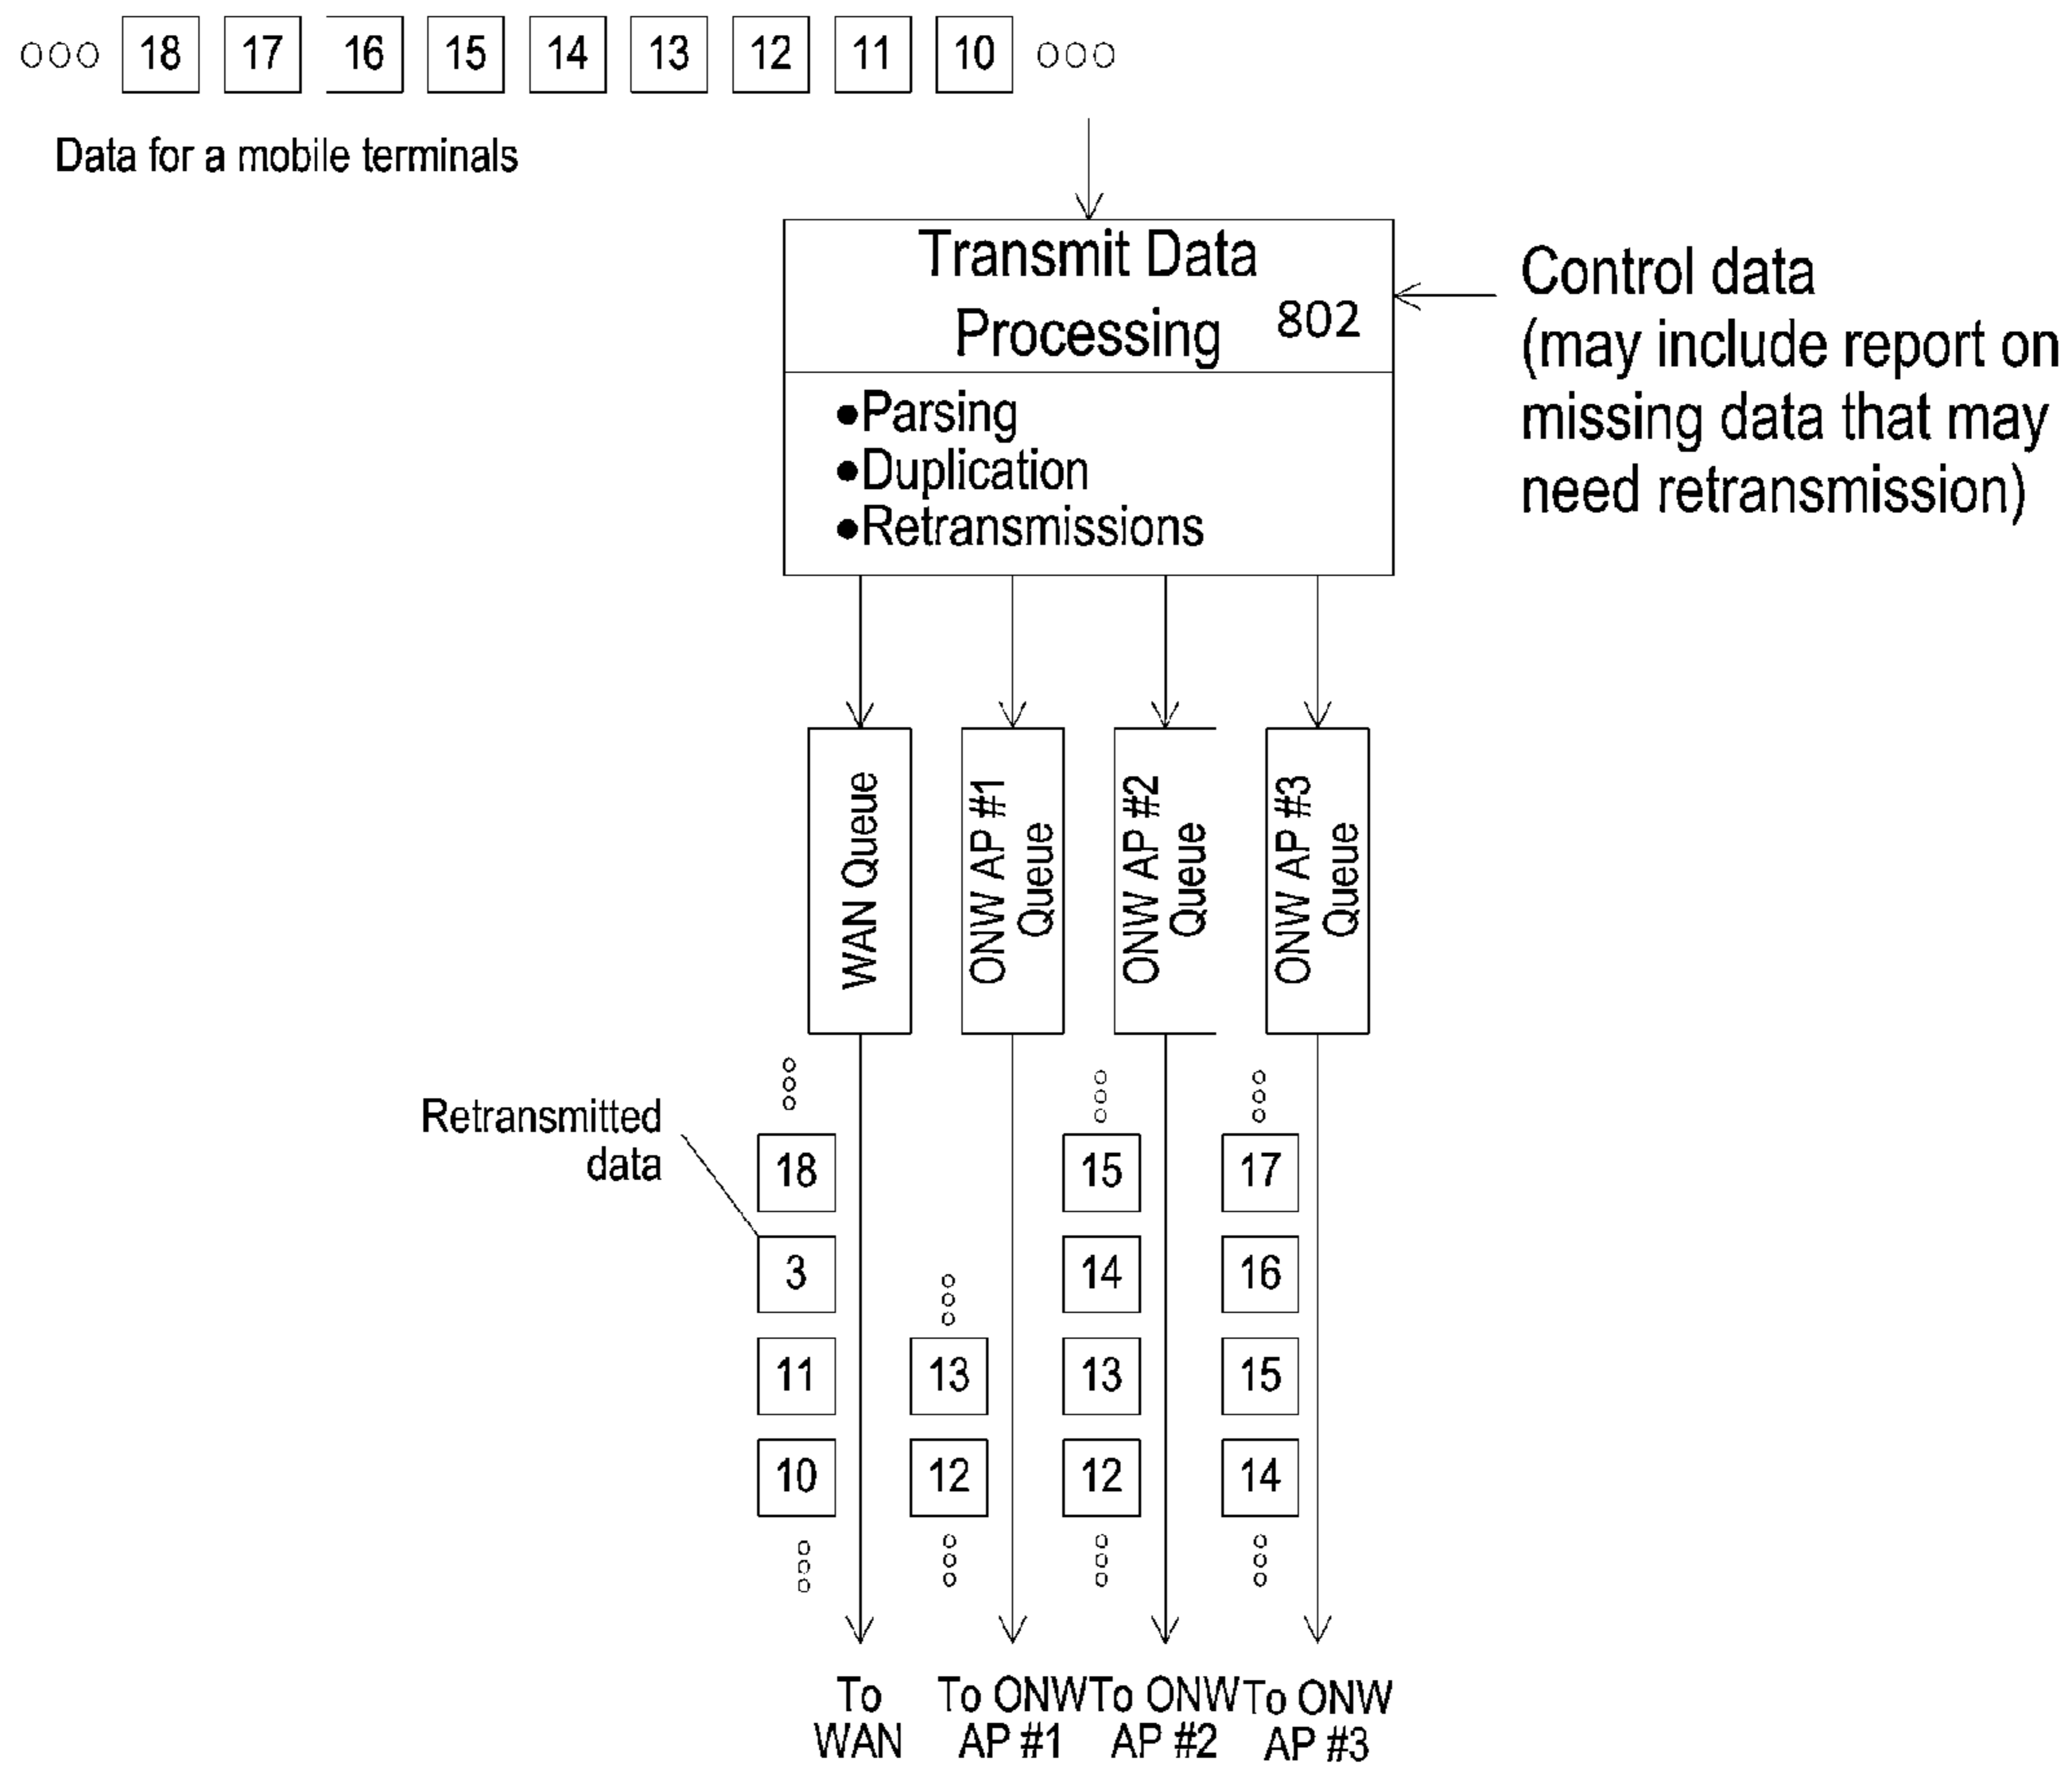 ooo 18 17 16 15 14 13 12 11 10 ooo
Data for a mobile terminals
Transmit Data
Processing 802
•Parsing
•Duplication
•Retransmissions
Control data
(may include report on
missing data that may
need retransmission)
WAN Queue
ONW AP #1
Queue
ONW AP #2
Queue
ONW AP #3
Queue
Retransmitted
data
18 15 17
3 14 16
11 13 13 15
10 12 12 14
To
WAN
To ONW
AP #1
To ONW
AP #2
To ONW
AP #3